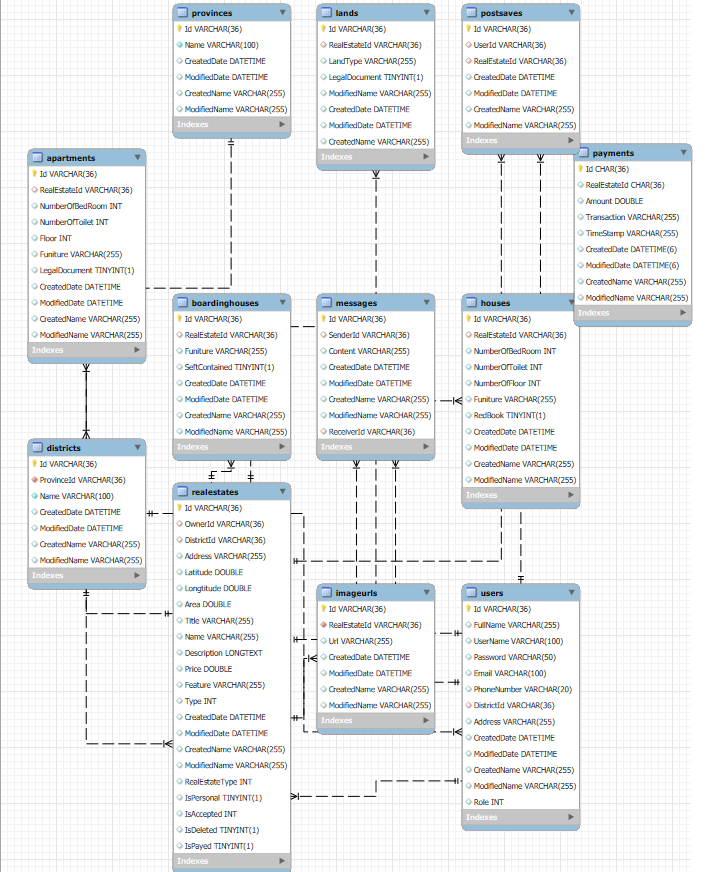 provinces
Id VARCHAR(36)
Name VARCHAR(100)
CreatedDate DATETIME
ModifiedDate DATETIME
CreatedName VARCHAR(255)
ModifiedName VARCHAR(255)
Indexes
lands
Id VARCHAR(36)
RealEstateId VARCHAR(36)
LandType VARCHAR(255)
LegalDocument TINYINT(1)
ModifiedName VARCHAR(255)
CreatedDate DATETIME
ModifiedDate DATETIME
CreatedName VARCHAR(255)
Indexes
postsaves
Id VARCHAR(36)
UserId VARCHAR(36)
RealEstateId VARCHAR(36)
CreatedDate DATETIME
ModifiedDate DATETIME
CreatedName VARCHAR(255)
ModifiedName VARCHAR(255)
Indexes
payments
Id CHAR(36)
RealEstateId CHAR(36)
Amount DOUBLE
Transaction VARCHAR(255)
TimeStamp VARCHAR(255)
CreatedDate DATETIME(6)
ModifiedDate DATETIME(6)
CreatedName VARCHAR(255)
ModifiedName VARCHAR(255)
Indexes
apartments
Id VARCHAR(36)
RealEstateId VARCHAR(36)
NumberOfBedRoom INT
NumberOfToilet INT
Floor INT
Funiture VARCHAR(255)
LegalDocument TINYINT(1)
CreatedDate DATETIME
ModifiedDate DATETIME
CreatedName VARCHAR(255)
ModifiedName VARCHAR(255)
Indexes
boardinghouses
Id VARCHAR(36)
RealEstateId VARCHAR(36)
Funiture VARCHAR(255)
SeftContained TINYINT(1)
CreatedDate DATETIME
ModifiedDate DATETIME
CreatedName VARCHAR(255)
ModifiedName VARCHAR(255)
Indexes
messages
Id VARCHAR(36)
SenderId VARCHAR(36)
Content VARCHAR(255)
CreatedDate DATETIME
ModifiedDate DATETIME
CreatedName VARCHAR(255)
ModifiedName VARCHAR(255)
ReceiverId VARCHAR(36)
Indexes
houses
Id VARCHAR(36)
RealEstateId VARCHAR(36)
NumberOfBedRoom INT
NumberOfToilet INT
NumberOfFloor INT
Funiture VARCHAR(255)
RedBook TINYINT(1)
CreatedDate DATETIME
ModifiedDate DATETIME
CreatedName VARCHAR(255)
ModifiedName VARCHAR(255)
Indexes
districts
Id VARCHAR(36)
ProvinceId VARCHAR(36)
Name VARCHAR(100)
CreatedDate DATETIME
ModifiedDate DATETIME
CreatedName VARCHAR(255)
ModifiedName VARCHAR(255)
Indexes
realestates
Id VARCHAR(36)
OwnerId VARCHAR(36)
DistrictId VARCHAR(36)
Address VARCHAR(255)
Latitude DOUBLE
Longtitude DOUBLE
Area DOUBLE
Title VARCHAR(255)
Name VARCHAR(255)
Description LONGTEXT
Price DOUBLE
Feature VARCHAR(255)
Type INT
CreatedDate DATETIME
ModifiedDate DATETIME
CreatedName VARCHAR(255)
ModifiedName VARCHAR(255)
RealEstateType INT
IsPersonal TINYINT(1)
IsAccepted INT
IsDeleted TINYINT(1)
IsPayed TINYINT(1)
Indexes
imageurls
Id VARCHAR(36)
RealEstateId VARCHAR(36)
Url VARCHAR(255)
CreatedDate DATETIME
ModifiedDate DATETIME
CreatedName VARCHAR(255)
ModifiedName VARCHAR(255)
Indexes
users
Id VARCHAR(36)
FullName VARCHAR(255)
UserName VARCHAR(100)
Password VARCHAR(50)
Email VARCHAR(100)
PhoneNumber VARCHAR(20)
DistrictId VARCHAR(36)
Address VARCHAR(255)
CreatedDate DATETIME
ModifiedDate DATETIME
CreatedName VARCHAR(255)
ModifiedName VARCHAR(255)
Role INT
Indexes